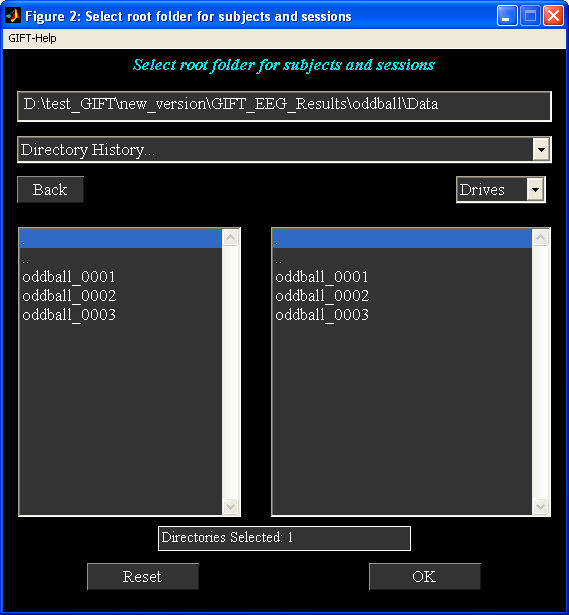 Figure 2: Select root folder for subjects and sessions
GIFT-Help
Select root folder for subjects and sessions
D:\test_GIFT\new_version\GIFT_EEG_Results\oddball\Data
Directory History...
Back
Drives
.
..
oddball_0001
oddball_0002
oddball_0003
.
..
oddball_0001
oddball_0002
oddball_0003
Directories Selected: 1
Reset
OK